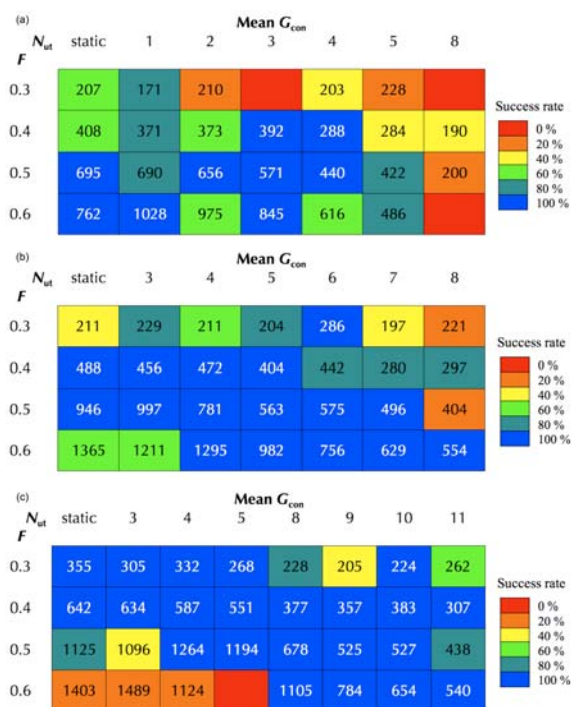 (a)
Mean Gcon
Nut static 1 2 3 4 5 8
F
0.3 207 171 210 203 228
0.4 408 371 373 392 288 284 190
0.5 695 690 656 571 440 422 200
0.6 762 1028 975 845 616 486
Success rate
0 %
20 %
40 %
60 %
80 %
100 %
(b)
Mean Gcon
Nut static 3 4 5 6 7 8
F
0.3 211 229 211 204 286 197 221
0.4 488 456 472 404 442 280 297
0.5 946 997 781 563 575 496 404
0.6 1365 1211 1295 982 756 629 554
Success rate
0 %
20 %
40 %
60 %
80 %
100 %
(c)
Mean Gcon
Nut static 3 4 5 8 9 10 11
F
0.3 355 305 332 268 228 205 224 262
0.4 642 634 587 551 377 357 383 307
0.5 1125 1096 1264 1194 678 525 527 438
0.6 1403 1489 1124 1105 784 654 540
Success rate
0 %
20 %
40 %
60 %
80 %
100 %